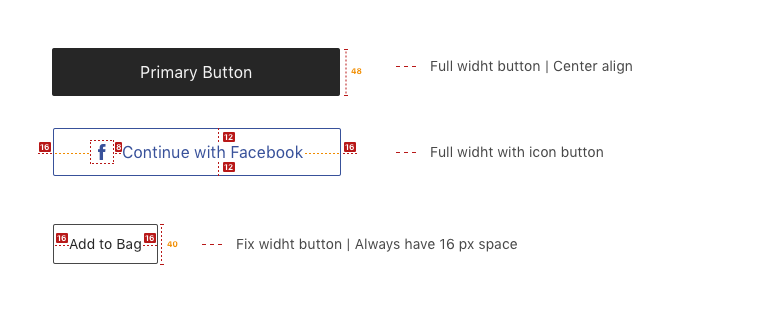 Primary Button
48
Full widht button | Center align
16
f
8
Continue with Facebook
12
12
16
Full widht with icon button
16
Add to Bag
16
40
Fix widht button | Always have 16 px space